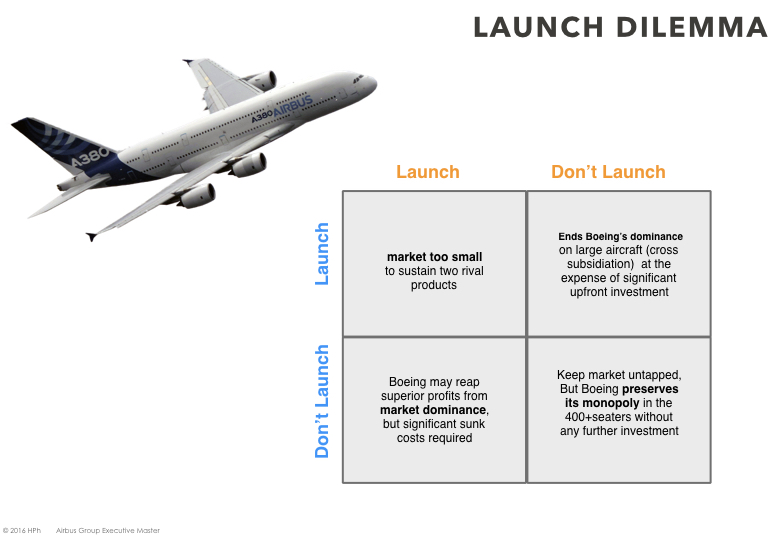 LAUNCH DILEMMA
A380 AIRBUS
A380
Launch
Don't Launch
Launch
market too small
to sustain two rival
products
Ends Boeing's dominance
on large aircraft (cross
subsidiation) at the
expense of significant
upfront investment
Don't Launch
Boeing may reap
superior profits from
market dominance,
but significant sunk
costs required
Keep market untapped,
But Boeing preserves
its monopoly in the
400+seaters without
any further investment
© 2016 HPh Airbus Group Executive Master